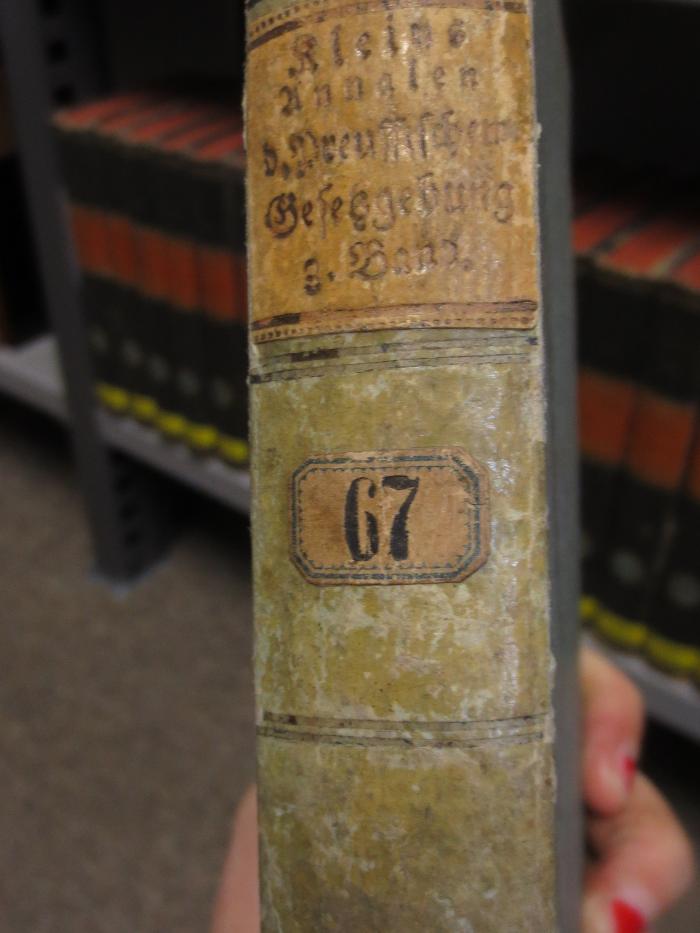 Kleins
Annalen
d. Preussischen
Gesetzgebung
3. Band.
67